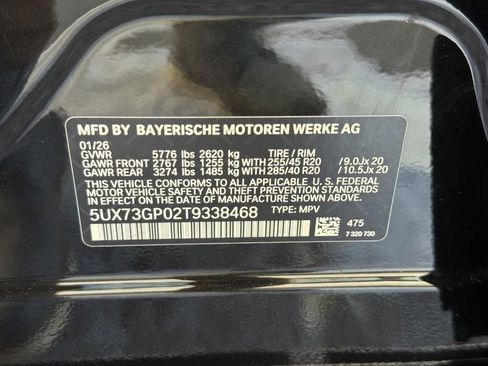 MFD BY BAYERISCHE MOTOREN WERKE AG
01/26
GVWR 5776 lbs 2620 kg TIRE / RIM
GAWR FRONT 2767 lbs 1255 kg WITH 255/45 R20 /9.0Jx 20
GAWR REAR 3274 lbs 1485 kg WITH 285/40 R20 /10.5Jx 20
THIS VEHICLE CONFORMS TO ALL APPLICABLE U.S. FEDERAL
MOTOR VEHICLE SAFETY AND THEFT PREVENTION STANDARDS
IN EFFECT ON THE DATE OF MANUFACTURE SHOWN ABOVE.
5UX73GP02T9338468 TYPE: MPV
475
7 320 730